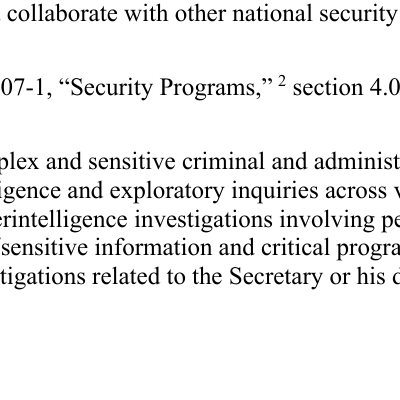 collaborate with other national security
07-1, “Security Programs,” 2 section 4.0
plex and sensitive criminal and administ
igence and exploratory inquiries across
erintelligence investigations involving pe
sensitive information and critical progra
tigations related to the Secretary or his d